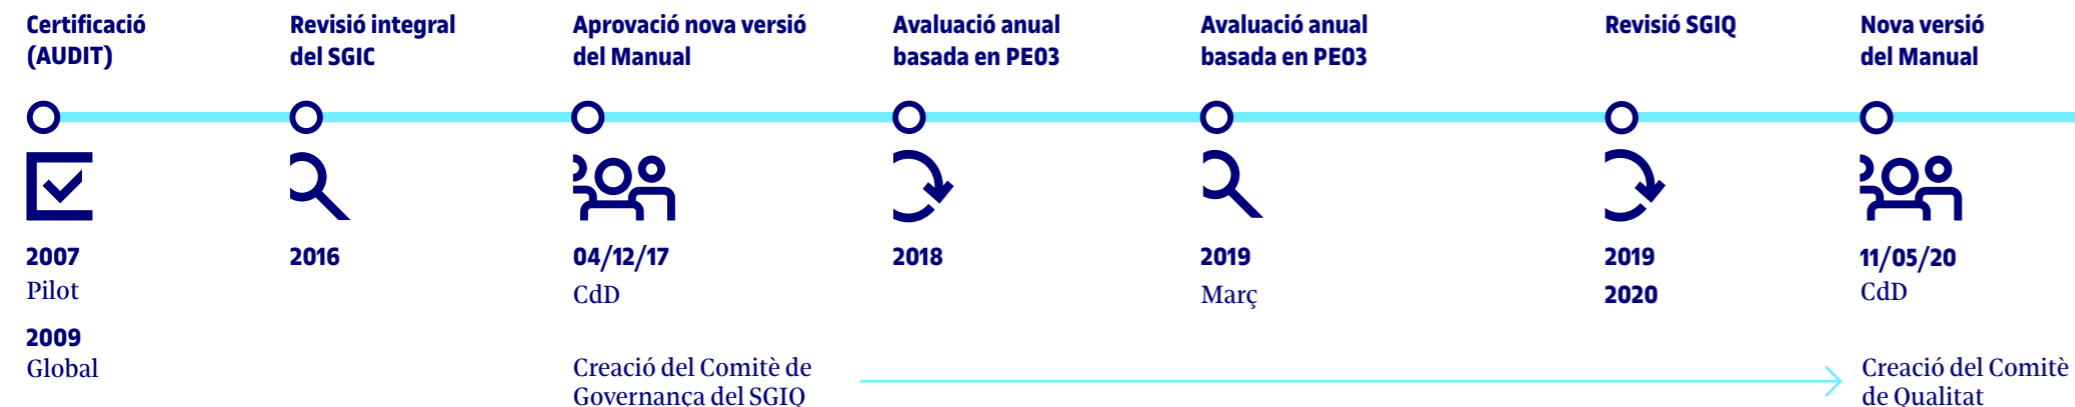 Certificació
(AUDIT)
2007
Pilot
2009
Global
Revisió integral
del SGIC
2016
Aprovació nova versió
del Manual
04/12/17
CdD
Creació del Comitè de
Governança del SGIQ
Avaluació anual
basada en PE03
2018
Avaluació anual
basada en PE03
2019
Març
Revisió SGIQ
2019
2020
Nova versió
del Manual
11/05/20
CdD
Creació del Comitè
de Qualitat